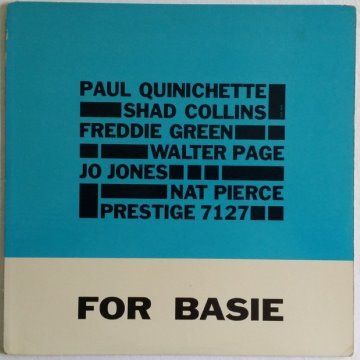 PAUL QUINICHETTE
SHAD COLLINS
FREDDIE GREEN
WALTER PAGE
JO JONES
NAT PIERCE
PRESTIGE 7127
FOR BASIE